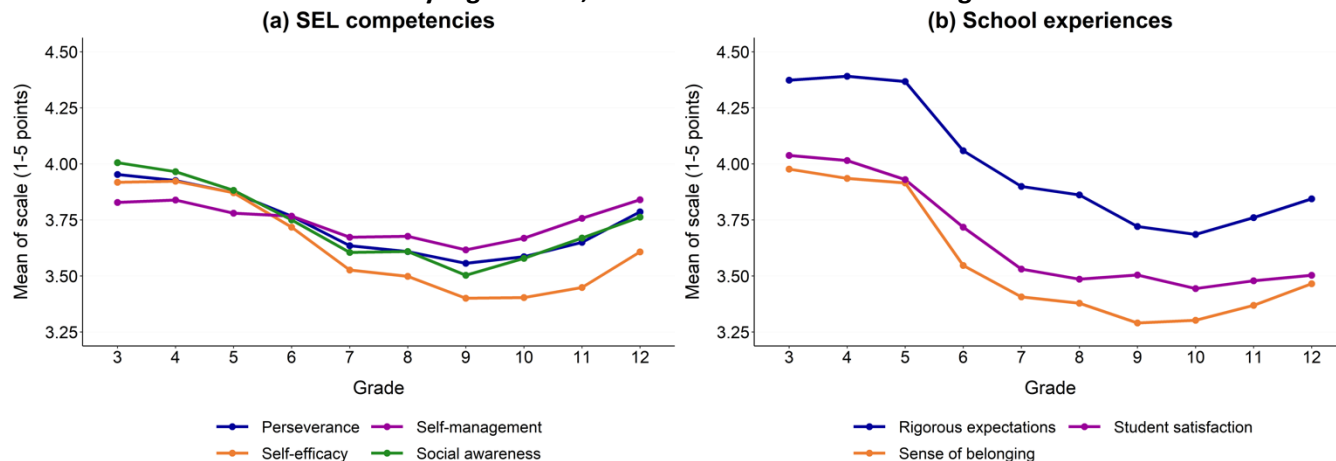 (a) SEL competencies
4.50
4.25
4.00
3.75
3.50
3.25
Mean of scale (1-5 points)
3 4 5 6 7 8 9 10 11 12
Grade
Perseverance Self-management
Self-efficacy Social awareness
(b) School experiences
4.50
4.25
4.00
3.75
3.50
3.25
Mean of scale (1-5 points)
3 4 5 6 7 8 9 10 11 12
Grade
Rigorous expectations Student satisfaction
Sense of belonging